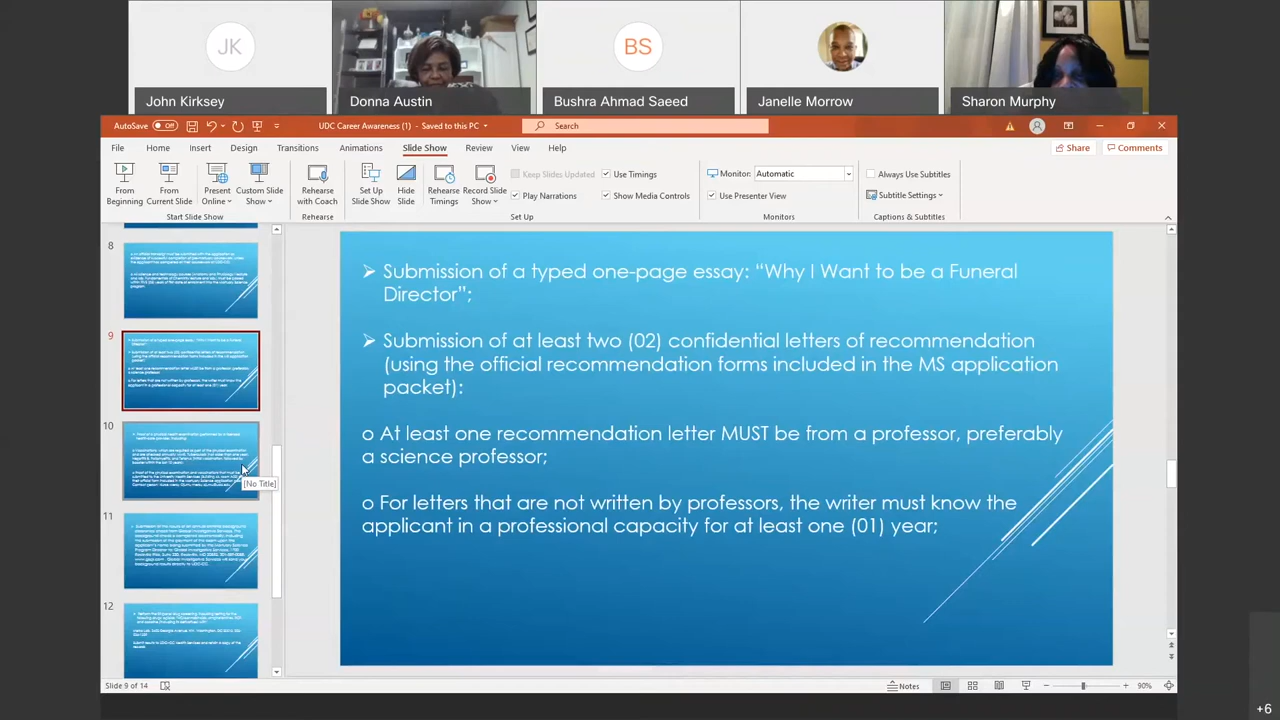 JK
BS
John Kirksey
Donna Austin
Bushra Ahmad Saeed
Janelle Morrow
Sharon Murphy
AutoSave Off
UDC Career Awareness (1) - Saved to this PC
Search
File Home Insert Design Transitions Animations Slide Show Review View Help
Share Comments
From Beginning
From Current Slide
Present Online
Custom Slide Show
Start Slide Show
Rehearse with Coach
Rehearse
Set Up Slide Show
Hide Slide
Rehearse Timings
Record Slide Show
Keep Slides Updated
Play Narrations
Use Timings
Show Media Controls
Set Up
Monitor: Automatic
Use Presenter View
Monitors
Always Use Subtitles
Subtitle Settings
Captions & Subtitles
8
9
10
[No Title]
11
12
➤ Submission of a typed one-page essay: “Why I Want to be a Funeral
Director”;
➤ Submission of at least two (02) confidential letters of recommendation
(using the official recommendation forms included in the MS application
packet):
o At least one recommendation letter MUST be from a professor, preferably
a science professor;
o For letters that are not written by professors, the writer must know the
applicant in a professional capacity for at least one (01) year;
Slide 9 of 14
Notes
90%
+6